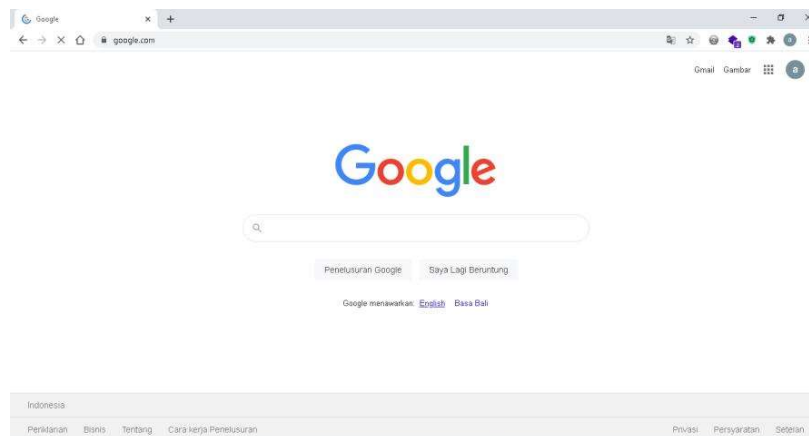 Google
google.com
Gmail Gambar a
Google
Penelusuran Google Saya Lagi Beruntung
Google menawarkan: English Basa Bali
Indonesia
Periklanan Bisnis Tentang Cara kerja Penelusuran Privasi Persyaratan Setelan